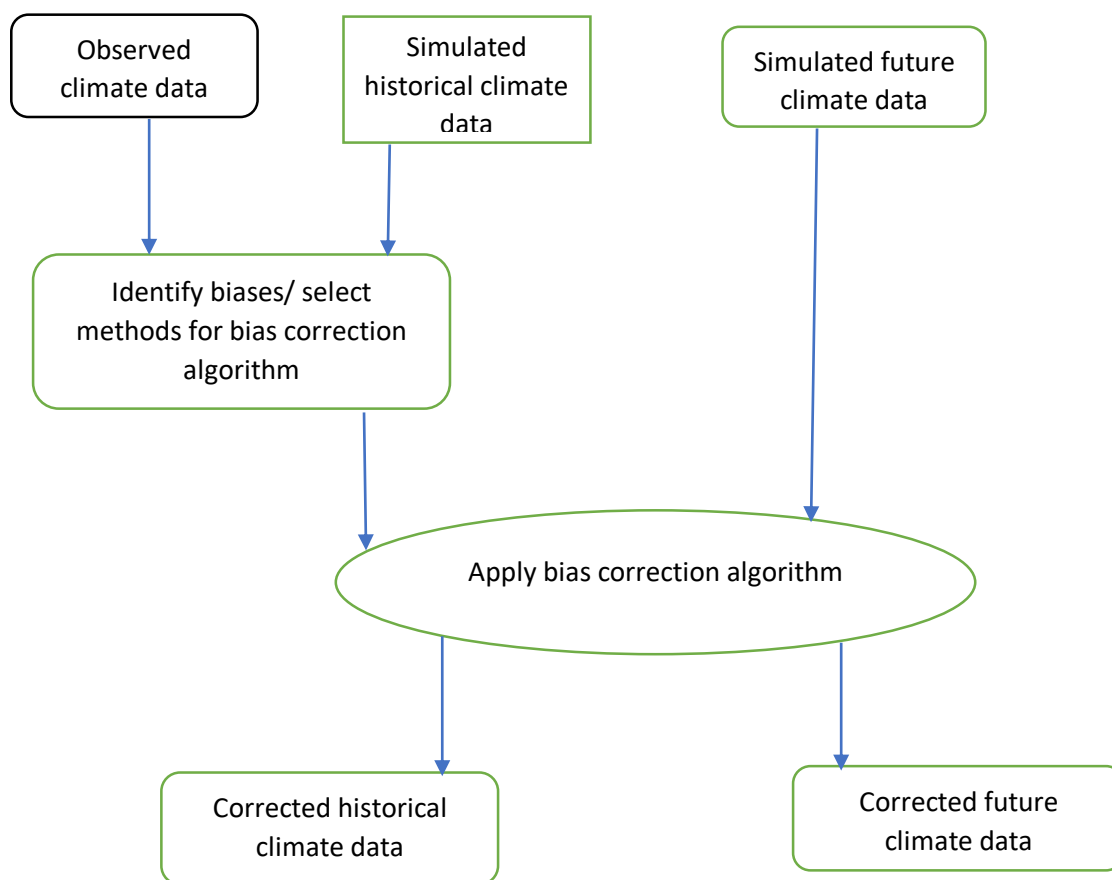 Observed
climate data
Simulated
historical climate
data
Simulated future
climate data
Identify biases/ select
methods for bias correction
algorithm
Apply bias correction algorithm
Corrected historical
climate data
Corrected future
climate data